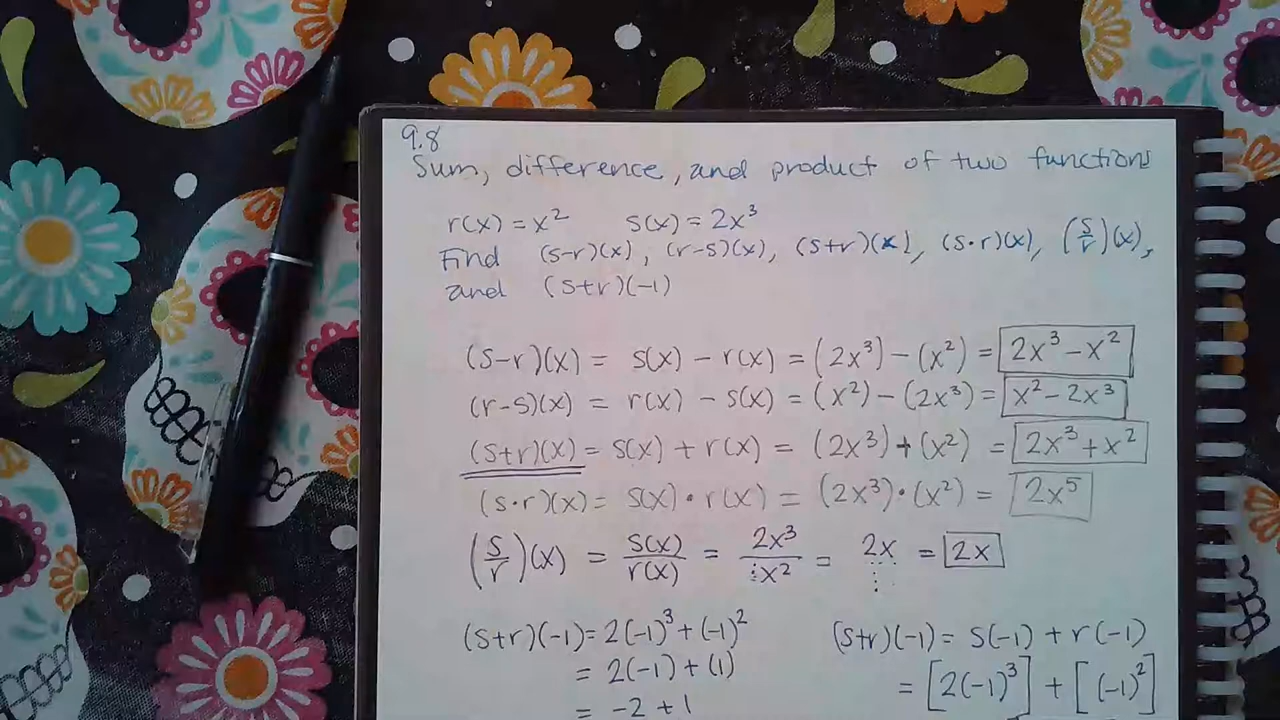 9.8
Sum, difference, and product of two functions
r(x) = x² s(x) = 2x³
Find (s-r)(x), (r-s)(x), (s+r)(x), (s·r)(x), (s/r)(x),
and (s+r)(-1)
(s-r)(x) = s(x) - r(x) = (2x³) - (x²) = 2x³ - x²
(r-s)(x) = r(x) - s(x) = (x²) - (2x³) = x² - 2x³
(s+r)(x) = s(x) + r(x) = (2x³) + (x²) = 2x³ + x²
(s·r)(x) = s(x) · r(x) = (2x³) · (x²) = 2x⁵
(s/r)(x) = s(x)/r(x) = 2x³/x² = 2x = 2x
(s+r)(-1) = 2(-1)³ + (-1)²
= 2(-1) + (1)
= -2 + 1
(s+r)(-1) = s(-1) + r(-1)
= [2(-1)³] + [(-1)²]